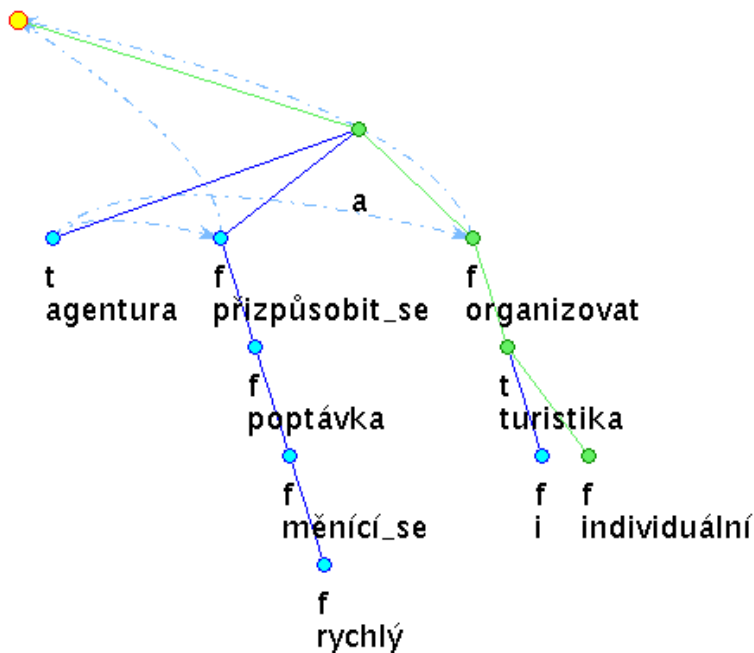 a
t f f
agentura přizpůsobit_se organizovat
f t
poptávka turistika
f f f
měnící_se i individuální
f
rychlý